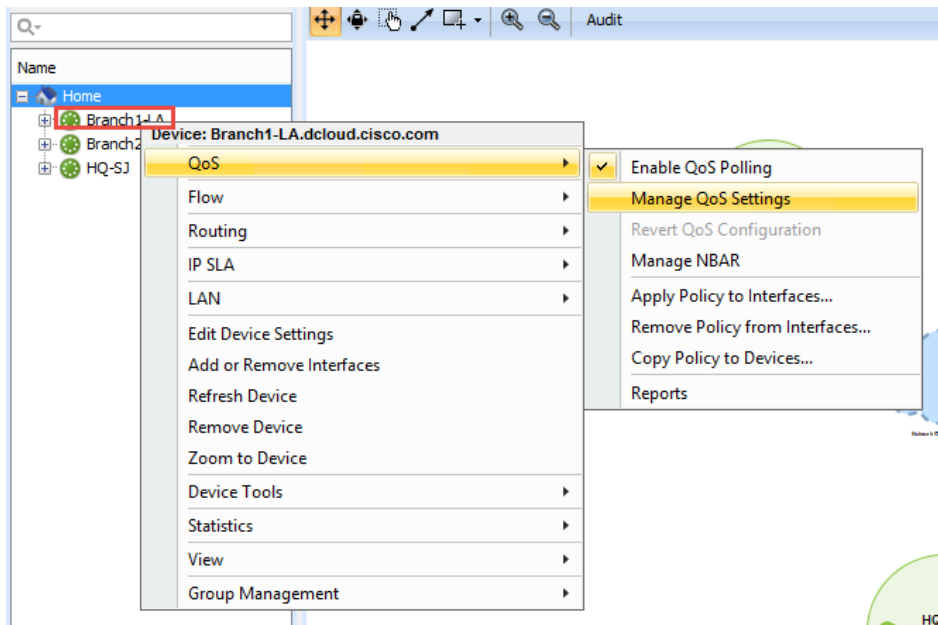 Audit
Name
Home
Branch1-LA
Device: Branch1-LA.dcloud.cisco.com
Branch2
HQ-SJ
QoS
Flow
Routing
IP SLA
LAN
Edit Device Settings
Add or Remove Interfaces
Refresh Device
Remove Device
Zoom to Device
Device Tools
Statistics
View
Group Management
Enable QoS Polling
Manage QoS Settings
Revert QoS Configuration
Manage NBAR
Apply Policy to Interfaces...
Remove Policy from Interfaces...
Copy Policy to Devices...
Reports
HQ